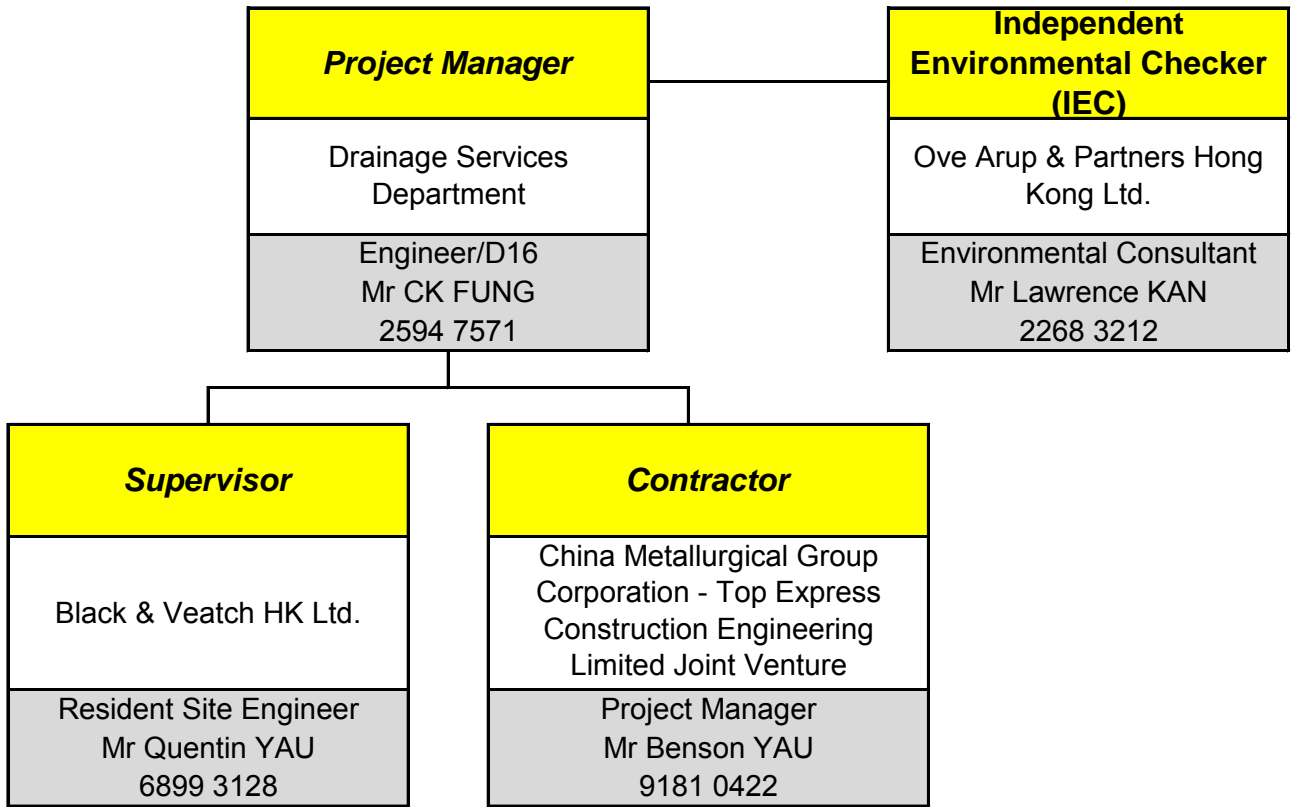 Project Manager
Drainage Services
Department
Engineer/D16
Mr CK FUNG
2594 7571
Independent
Environmental Checker
(IEC)
Ove Arup & Partners Hong
Kong Ltd.
Environmental Consultant
Mr Lawrence KAN
2268 3212
Supervisor
Black & Veatch HK Ltd.
Resident Site Engineer
Mr Quentin YAU
6899 3128
Contractor
China Metallurgical Group
Corporation - Top Express
Construction Engineering
Limited Joint Venture
Project Manager
Mr Benson YAU
9181 0422